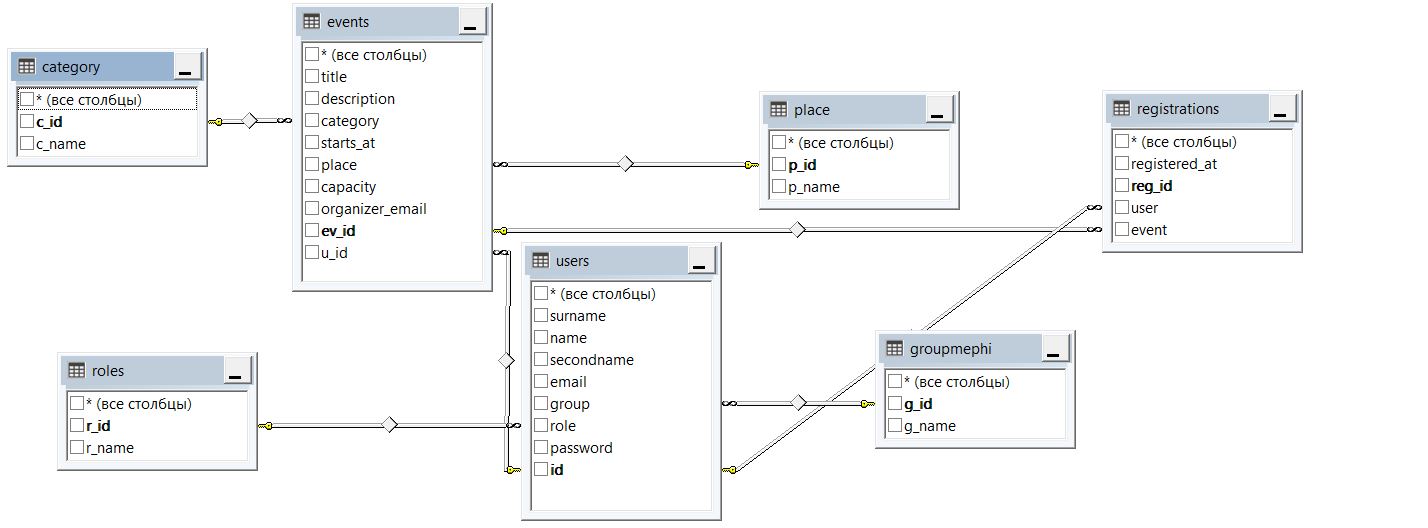 category
* (все столбцы)
c_id
c_name
events
* (все столбцы)
title
description
category
starts_at
place
capacity
organizer_email
ev_id
u_id
place
* (все столбцы)
p_id
p_name
registrations
* (все столбцы)
registered_at
reg_id
user
event
users
* (все столбцы)
surname
name
secondname
email
group
role
password
id
roles
* (все столбцы)
r_id
r_name
groupmephi
* (все столбцы)
g_id
g_name